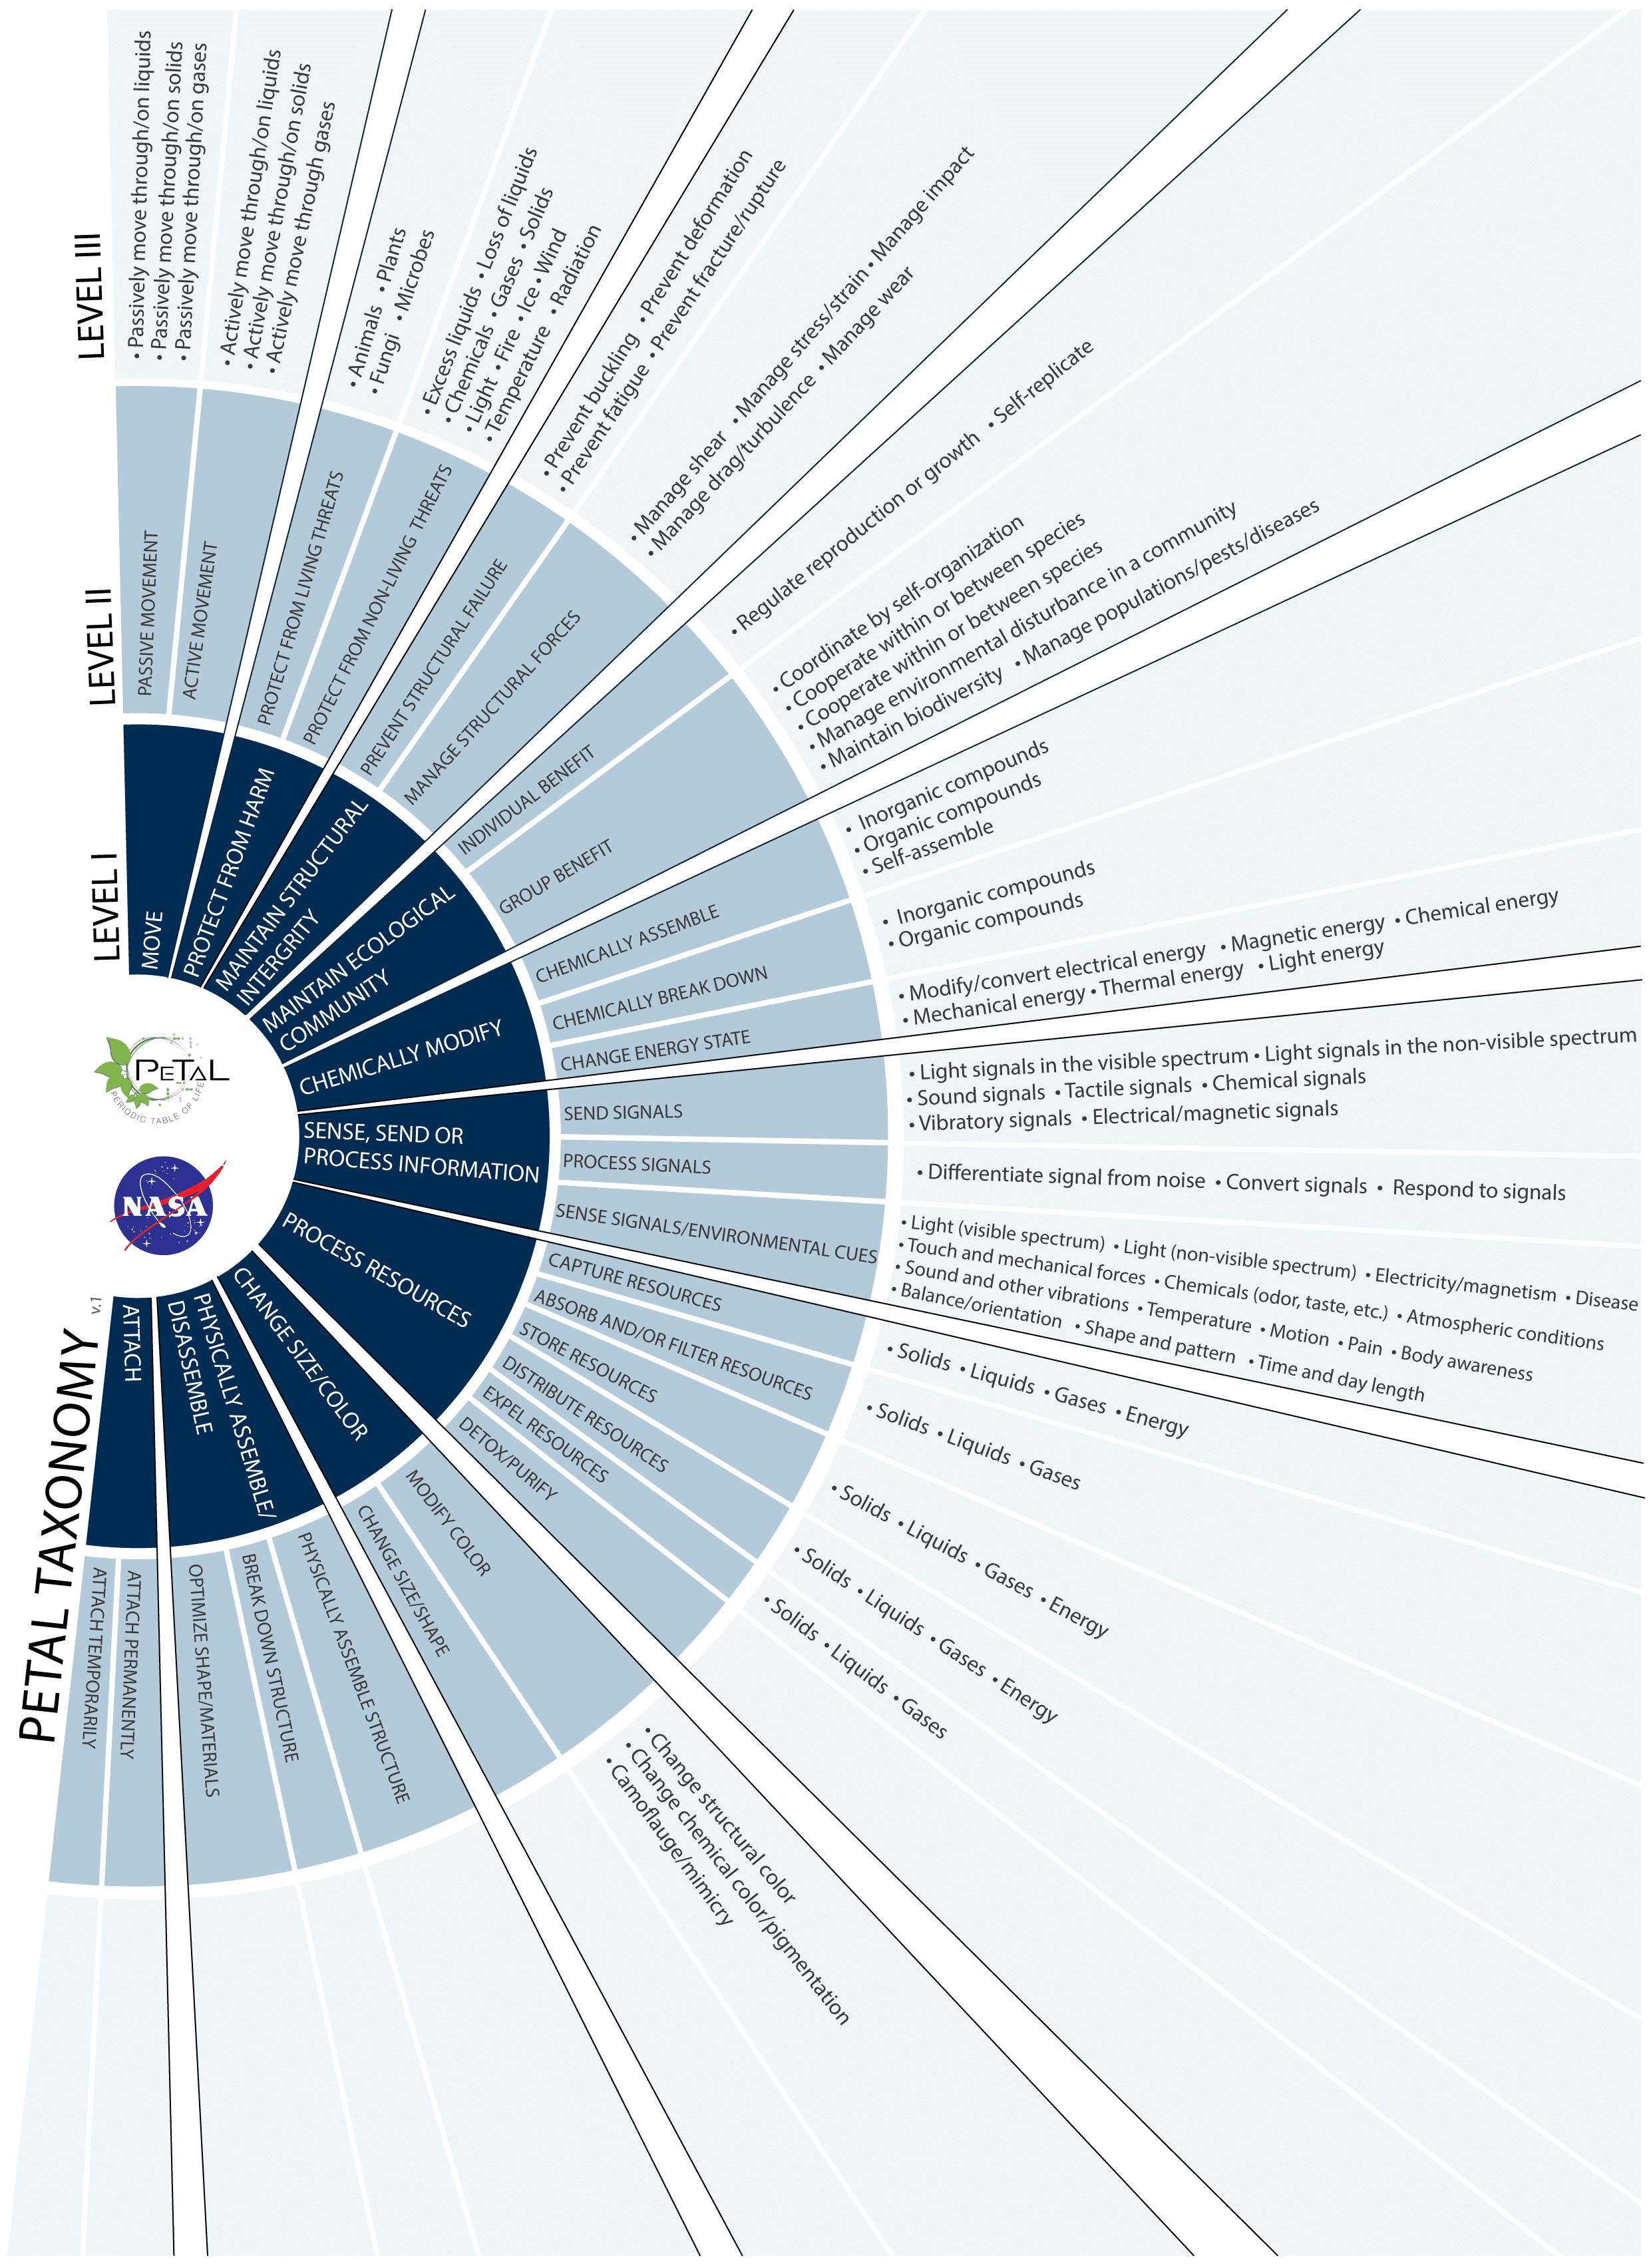 LEVEL III
• Passively move through/on liquids
• Passively move through/on solids
• Passively move through/on gases
• Actively move through/on liquids
• Actively move through/on solids
• Actively move through gases
• Animals • Plants
• Fungi • Microbes
• Excess liquids • Loss of liquids
• Chemicals • Gases • Solids
• Light • Fire • Ice • Wind
• Temperature • Radiation
• Prevent buckling • Prevent deformation
• Prevent fatigue • Prevent fracture/rupture
• Manage shear • Manage stress/strain • Manage impact
• Manage drag/turbulence • Manage wear
• Regulate reproduction or growth • Self-replicate
• Coordinate by self-organization
• Cooperate within or between species
• Cooperate within or between species
• Manage environmental disturbance in a community
• Maintain biodiversity • Manage populations/pests/diseases
• Inorganic compounds
• Organic compounds
• Self-assemble
• Inorganic compounds
• Organic compounds
• Modify/convert electrical energy • Magnetic energy • Chemical energy
• Mechanical energy • Thermal energy • Light energy
• Light signals in the visible spectrum • Light signals in the non-visible spectrum
• Sound signals • Tactile signals • Chemical signals
• Vibratory signals • Electrical/magnetic signals
• Differentiate signal from noise • Convert signals • Respond to signals
• Light (visible spectrum) • Light (non-visible spectrum) • Electricity/magnetism • Disease
• Touch and mechanical forces • Chemicals (odor, taste, etc.) • Atmospheric conditions
• Sound and other vibrations • Temperature • Motion • Pain • Body awareness
• Balance/orientation • Shape and pattern • Time and day length
• Solids • Liquids • Gases • Energy
• Solids • Liquids • Gases
• Solids • Liquids • Gases • Energy
• Solids • Liquids • Gases • Energy
• Solids • Liquids • Gases
• Change structural color
• Change chemical color/pigmentation
• Camoflauge/mimicry
LEVEL II
PASSIVE MOVEMENT
ACTIVE MOVEMENT
PROTECT FROM LIVING THREATS
PROTECT FROM NON-LIVING THREATS
PREVENT STRUCTURAL FAILURE
MANAGE STRUCTURAL FORCES
INDIVIDUAL BENEFIT
GROUP BENEFIT
CHEMICALLY ASSEMBLE
CHEMICALLY BREAK DOWN
CHANGE ENERGY STATE
SEND SIGNALS
PROCESS SIGNALS
SENSE SIGNALS/ENVIRONMENTAL CUES
CAPTURE RESOURCES
ABSORB AND/OR FILTER RESOURCES
STORE RESOURCES
DISTRIBUTE RESOURCES
EXPEL RESOURCES
DETOX/PURIFY
MODIFY COLOR
CHANGE SIZE/SHAPE
PHYSICALLY ASSEMBLE STRUCTURE
BREAK DOWN STRUCTURE
OPTIMIZE SHAPE/MATERIALS
ATTACH PERMANENTLY
ATTACH TEMPORARILY
LEVEL I
MOVE
PROTECT FROM HARM
MAINTAIN STRUCTURAL
INTERGRITY
MAINTAIN ECOLOGICAL
COMMUNITY
CHEMICALLY MODIFY
SENSE, SEND OR
PROCESS INFORMATION
PROCESS RESOURCES
CHANGE SIZE/COLOR
PHYSICALLY ASSEMBLE/
DISASSEMBLE
ATTACH
PETAL
PERIODIC TABLE OF LIFE
NASA
PETAL TAXONOMY
v.1